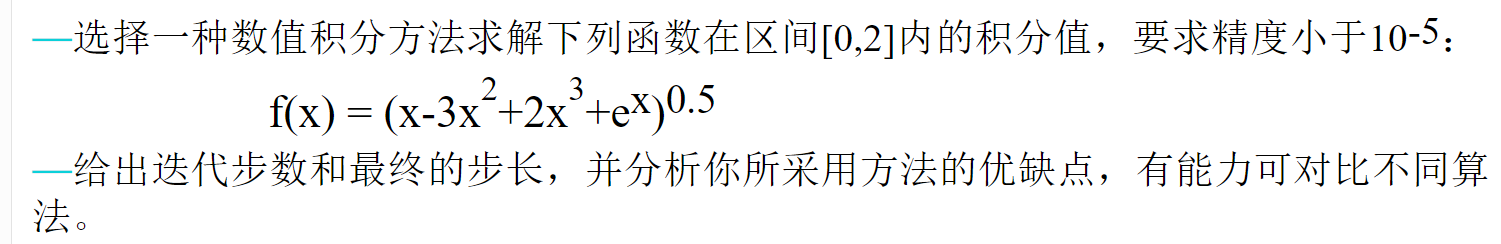 —选择一种数值积分方法求解下列函数在区间[0,2]内的积分值，要求精度小于10-5：
f(x) = (x-3x²+2x³+eˣ)⁰·⁵
—给出迭代步数和最终的步长，并分析你所采用方法的优缺点，有能力可对比不同算
法。